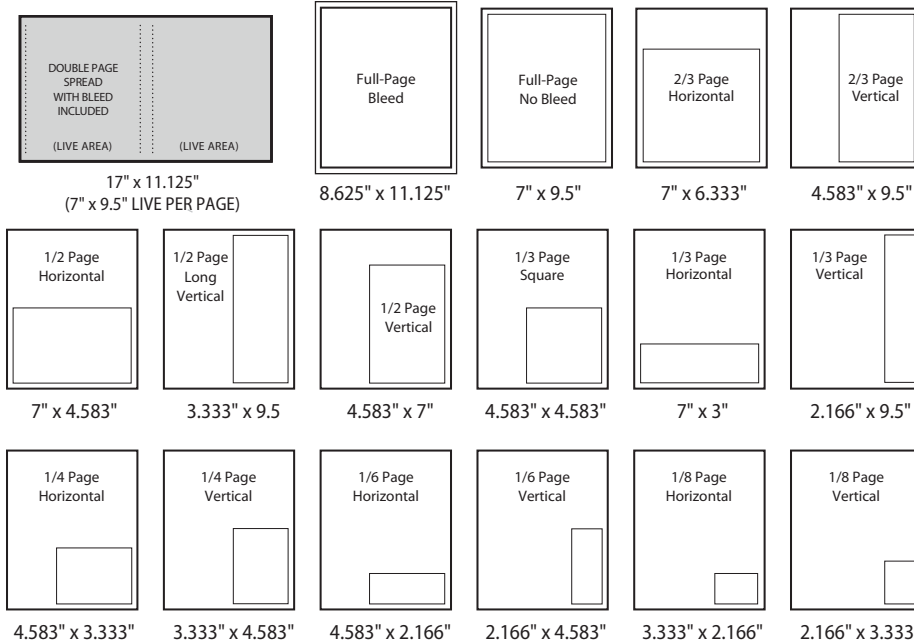 DOUBLE PAGE
SPREAD
WITH BLEED
INCLUDED
(LIVE AREA)
(LIVE AREA)
17" x 11.125"
(7" x 9.5" LIVE PER PAGE)
Full-Page
Bleed
8.625" x 11.125"
Full-Page
No Bleed
7" x 9.5"
2/3 Page
Horizontal
7" x 6.333"
2/3 Page
Vertical
4.583" x 9.5"
1/2 Page
Horizontal
7" x 4.583"
1/2 Page
Long
Vertical
3.333" x 9.5
1/2 Page
Vertical
4.583" x 7"
1/3 Page
Square
4.583" x 4.583"
1/3 Page
Horizontal
7" x 3"
1/3 Page
Vertical
2.166" x 9.5"
1/4 Page
Horizontal
4.583" x 3.333"
1/4 Page
Vertical
3.333" x 4.583"
1/6 Page
Horizontal
4.583" x 2.166"
1/6 Page
Vertical
2.166" x 4.583"
1/8 Page
Horizontal
3.333" x 2.166"
1/8 Page
Vertical
2.166" x 3.333